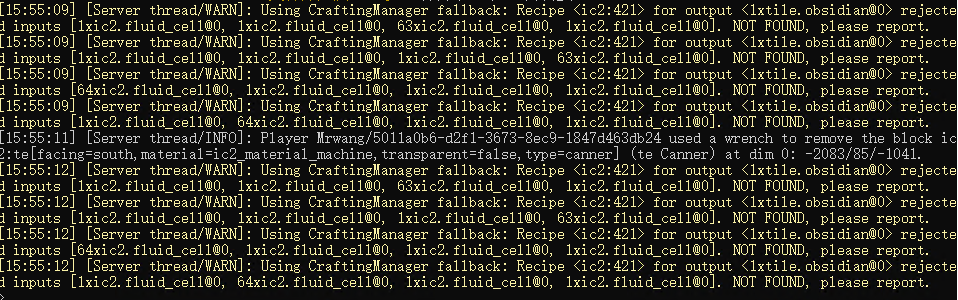 [15:55:09] [Server thread/WARN]: Using CraftingManager fallback: Recipe <ic2:421> for output <1xtile.obsidian@0> rejecte
d inputs [1xic2.fluid_cell@0, 1xic2.fluid_cell@0, 63xic2.fluid_cell@0, 1xic2.fluid_cell@0]. NOT FOUND, please report.
[15:55:09] [Server thread/WARN]: Using CraftingManager fallback: Recipe <ic2:421> for output <1xtile.obsidian@0> rejecte
d inputs [1xic2.fluid_cell@0, 1xic2.fluid_cell@0, 1xic2.fluid_cell@0, 63xic2.fluid_cell@0]. NOT FOUND, please report.
[15:55:09] [Server thread/WARN]: Using CraftingManager fallback: Recipe <ic2:421> for output <1xtile.obsidian@0> rejecte
d inputs [64xic2.fluid_cell@0, 1xic2.fluid_cell@0, 1xic2.fluid_cell@0, 1xic2.fluid_cell@0]. NOT FOUND, please report.
[15:55:09] [Server thread/WARN]: Using CraftingManager fallback: Recipe <ic2:421> for output <1xtile.obsidian@0> rejecte
d inputs [1xic2.fluid_cell@0, 64xic2.fluid_cell@0, 1xic2.fluid_cell@0, 1xic2.fluid_cell@0]. NOT FOUND, please report.
[15:55:11] [Server thread/INFO]: Player Mrwang/5011a0b6-d2f1-3673-8ec9-1847d463db24 used a wrench to remove the block ic
2:te[facing=south,material=ic2_material_machine,transparent=false,type=canner] (te Canner) at dim 0: -2083/85/-1041.
[15:55:12] [Server thread/WARN]: Using CraftingManager fallback: Recipe <ic2:421> for output <1xtile.obsidian@0> rejecte
d inputs [1xic2.fluid_cell@0, 1xic2.fluid_cell@0, 63xic2.fluid_cell@0, 1xic2.fluid_cell@0]. NOT FOUND, please report.
[15:55:12] [Server thread/WARN]: Using CraftingManager fallback: Recipe <ic2:421> for output <1xtile.obsidian@0> rejecte
d inputs [1xic2.fluid_cell@0, 1xic2.fluid_cell@0, 1xic2.fluid_cell@0, 63xic2.fluid_cell@0]. NOT FOUND, please report.
[15:55:12] [Server thread/WARN]: Using CraftingManager fallback: Recipe <ic2:421> for output <1xtile.obsidian@0> rejecte
d inputs [64xic2.fluid_cell@0, 1xic2.fluid_cell@0, 1xic2.fluid_cell@0, 1xic2.fluid_cell@0]. NOT FOUND, please report.
[15:55:12] [Server thread/WARN]: Using CraftingManager fallback: Recipe <ic2:421> for output <1xtile.obsidian@0> rejecte
d inputs [1xic2.fluid_cell@0, 64xic2.fluid_cell@0, 1xic2.fluid_cell@0, 1xic2.fluid_cell@0]. NOT FOUND, please report.
>